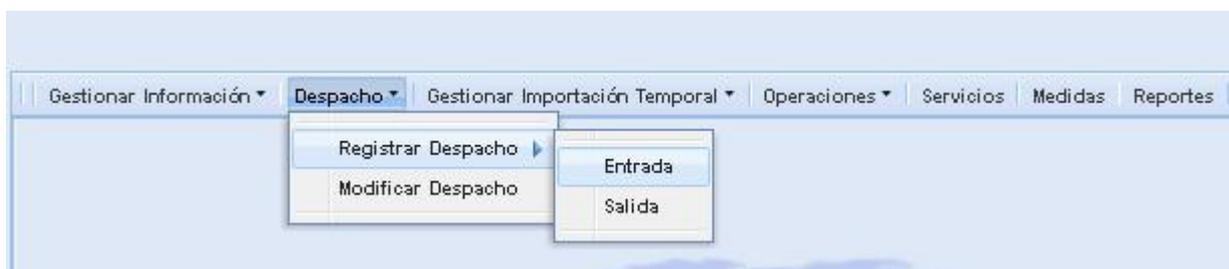 Gestionar Información Despacho Gestionar Importación Temporal Operaciones Servicios Medidas Reportes
Registrar Despacho
Modificar Despacho
Entrada
Salida